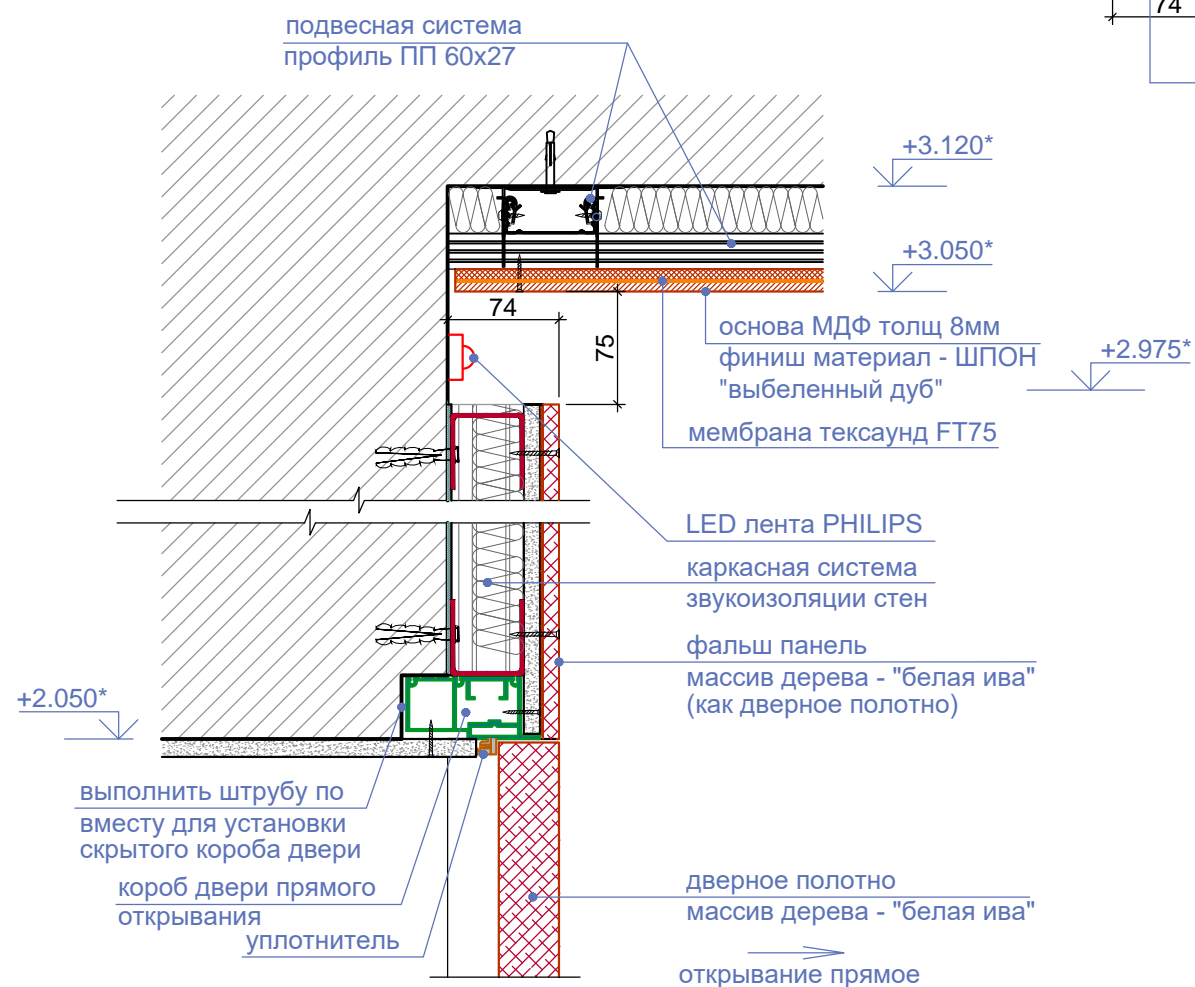 подвесная система
профиль ПП 60х27
74
+3.120*
+3.050*
74
75
основа МДФ толщ 8мм
финиш материал - ШПОН
"выбеленный дуб"
+2.975*
мембрана тексаунд FT75
LED лента PHILIPS
каркасная система
звукоизоляции стен
фальш панель
массив дерева - "белая ива"
(как дверное полотно)
+2.050*
выполнить штрубу по
вместу для установки
скрытого короба двери
короб двери прямого
открывания
уплотнитель
дверное полотно
массив дерева - "белая ива"
открывание прямое